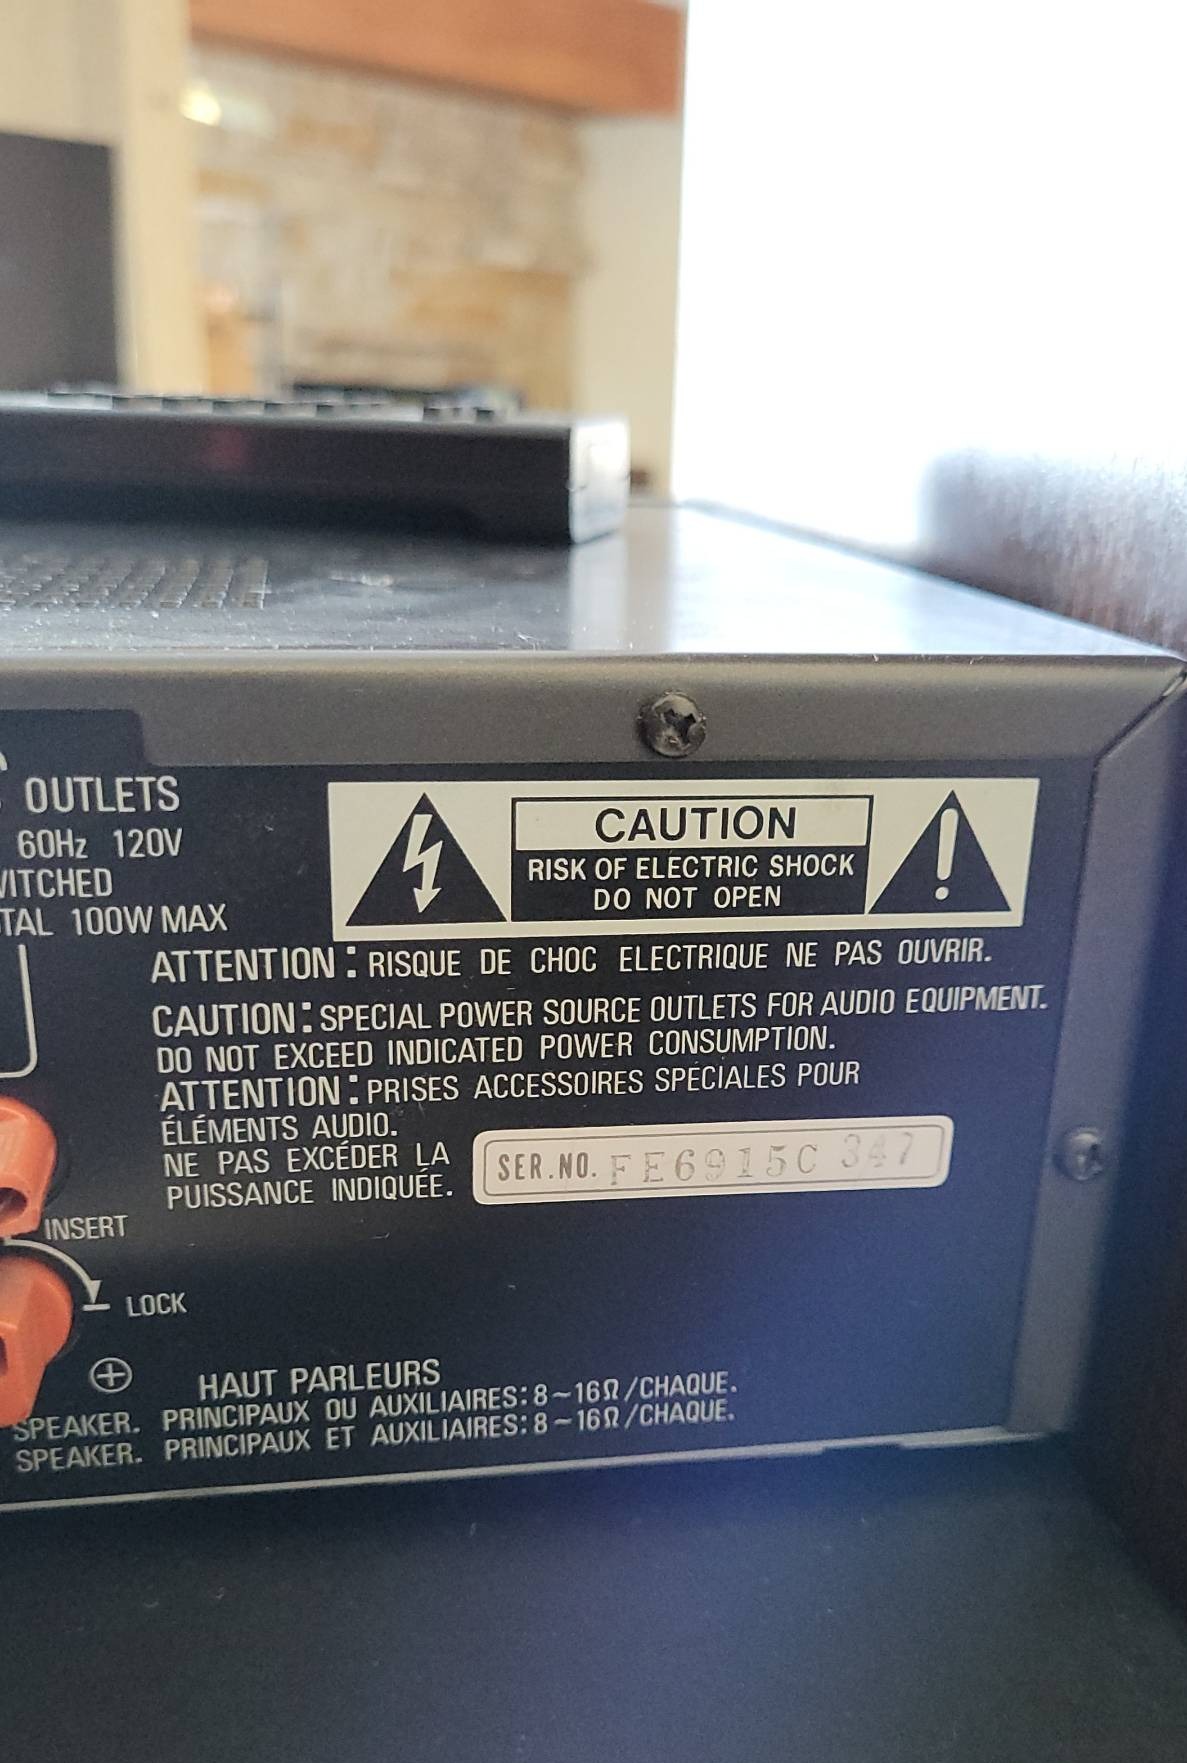 OUTLETS
60Hz 120V
100W MAX
CAUTION
RISK OF ELECTRIC SHOCK
DO NOT OPEN
ATTENTION: RISQUE DE CHOC ELECTRIQUE NE PAS OUVRIR.
CAUTION: SPECIAL POWER SOURCE OUTLETS FOR AUDIO EQUIPMENT.
DO NOT EXCEED INDICATED POWER CONSUMPTION.
ATTENTION: PRISES ACCESSOIRES SPÉCIALES POUR
ÉLÉMENTS AUDIO.
NE PAS EXCÉDER LA
PUISSANCE INDIQUÉE.
SER.NO. FE6915C 347
INSERT
LOCK
HAUT PARLEURS
SPEAKER. PRINCIPAUX OU AUXILIAIRES: 8~16Ω/CHAQUE.
SPEAKER. PRINCIPAUX ET AUXILIAIRES: 8~16Ω/CHAQUE.